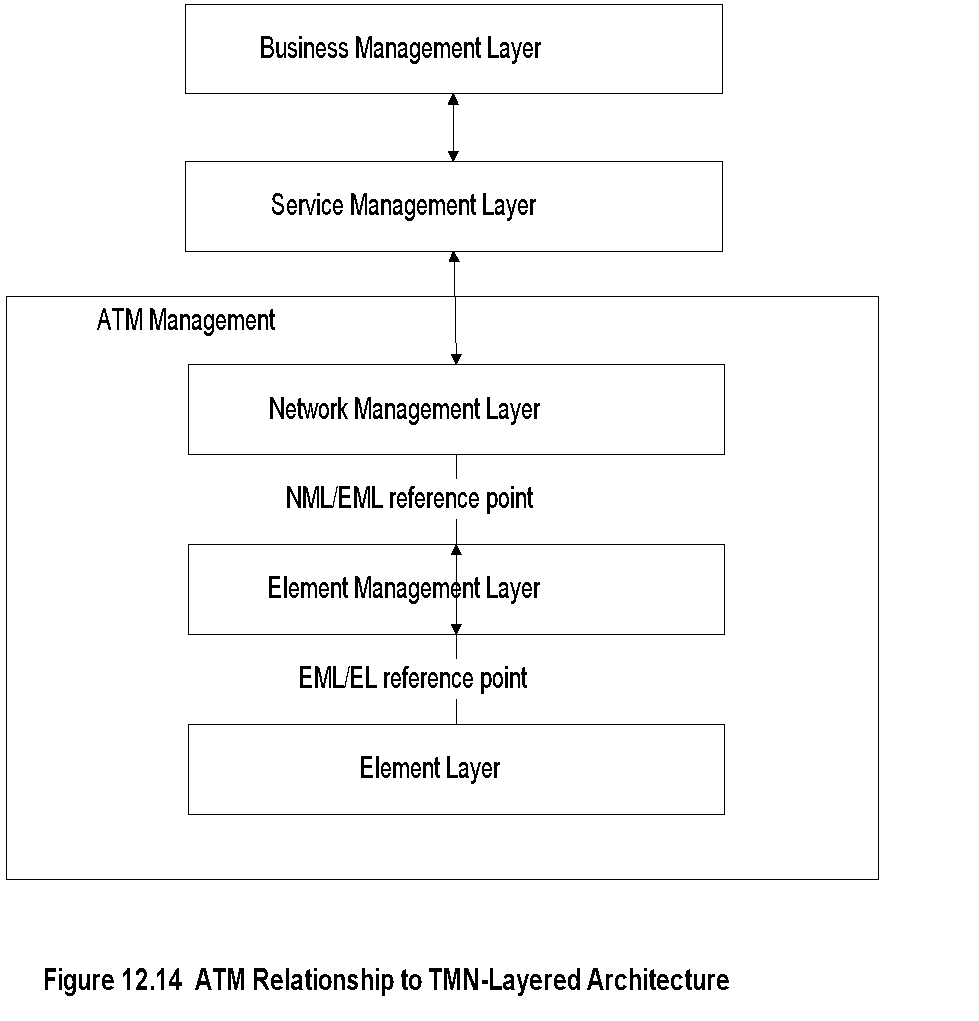 Business Management Layer
Service Management Layer
ATM Management
Network Management Layer
NML/EML reference point
Element Management Layer
EML/EL reference point
Element Layer
Figure 12.14 ATM Relationship to TMN-Layered Architecture